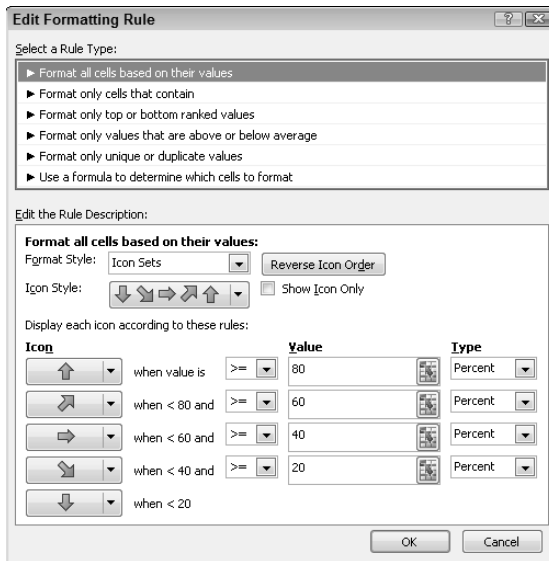 Edit Formatting Rule
Select a Rule Type:
► Format all cells based on their values
► Format only cells that contain
► Format only top or bottom ranked values
► Format only values that are above or below average
► Format only unique or duplicate values
► Use a formula to determine which cells to format
Edit the Rule Description:
Format all cells based on their values:
Format Style: Icon Sets Reverse Icon Order
Icon Style: Show Icon Only
Display each icon according to these rules:
Icon Value Type
when value is >= 80 Percent
when < 80 and >= 60 Percent
when < 60 and >= 40 Percent
when < 40 and >= 20 Percent
when < 20
OK Cancel